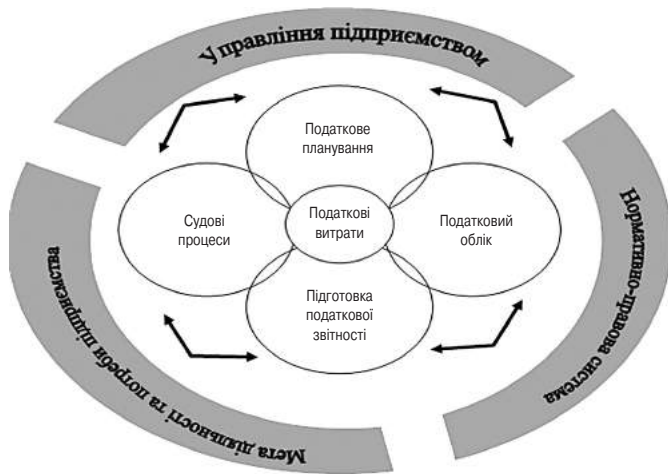 Управління підприємством
Податкове
планування
Судові
процеси
Податкові
витрати
Податковий
облік
Підготовка
податкової
звітності
Нормативно-правова система
Мета діяльності та потреби підприємства